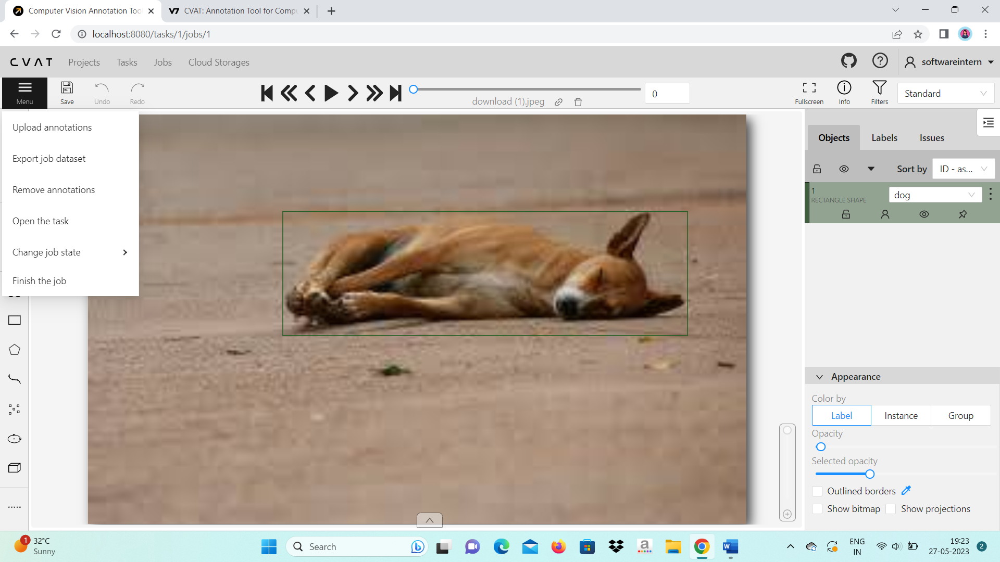 Computer Vision Annotation Too
CVAT: Annotation Tool for Comp
localhost:8080/tasks/1/jobs/1
CVAT
Projects
Tasks
Jobs
Cloud Storages
softwareintern
Menu
Save
Undo
Redo
download (1).jpeg
0
Fullscreen
Info
Filters
Standard
Upload annotations
Export job dataset
Remove annotations
Open the task
Change job state
Finish the job
Objects
Labels
Issues
Sort by
ID - as...
1
RECTANGLE SHAPE
dog
Appearance
Color by
Label
Instance
Group
Opacity
Selected opacity
Outlined borders
Show bitmap
Show projections
1
32°C
Sunny
Search
a
W
ENG
IN
19:23
27-05-2023
2